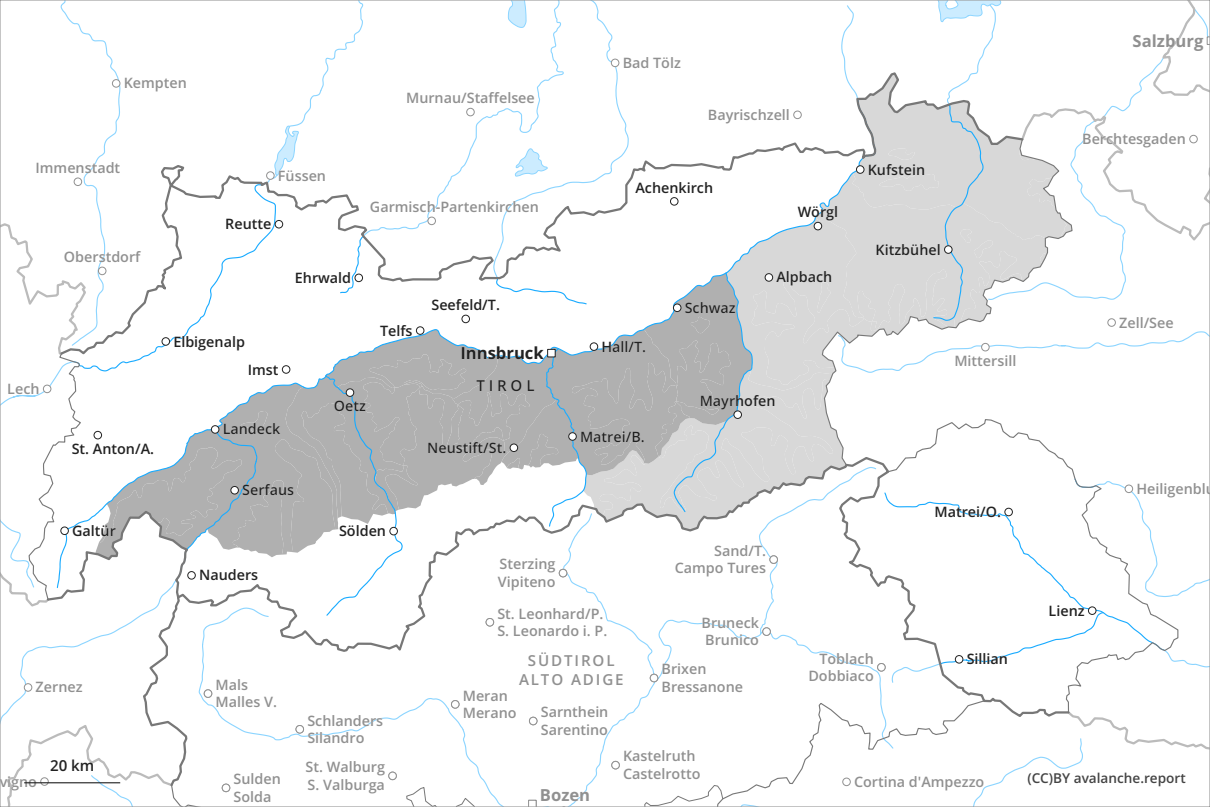 Salzburg
Bad Tölz
Kempten
Murnau/Staffelsee
Bayrischzell
Berchtesgaden
Immenstadt
Füssen
Kufstein
Achenkirch
Garmisch-Partenkirchen
Wörgl
Reutte
Kitzbühel
Oberstdorf
Ehrwald
Alpbach
Seefeld/T.
Schwaz
Zell/See
Telfs
Elbigenalp
Innsbruck
Hall/T.
Mittersill
Imst
TIROL
Lech
Oetz
Mayrhofen
Landeck
Matrei/B.
St. Anton/A.
Neustift/St.
Serfaus
Heiligenblu
Matrei/O.
Galtür
Sölden
Sand/T.
Campo Tures
Sterzing
Vipiteno
Nauders
Lienz
St. Leonhard/P.
S. Leonardo i. P.
Bruneck
Brunico
SÜDTIROL
ALTO ADIGE
Sillian
Toblach
Dobbiaco
Brixen
Bressanone
Zernez
Mals
Malles V.
Meran
Merano
Sarnthein
Sarentino
Schlanders
Silandro
Kastelruth
Castelrotto
20 km
St. Walburg
S. Valburga
vigno
Sulden
Solda
Cortina d'Ampezzo
(CC)BY avalanche.report
Bozen